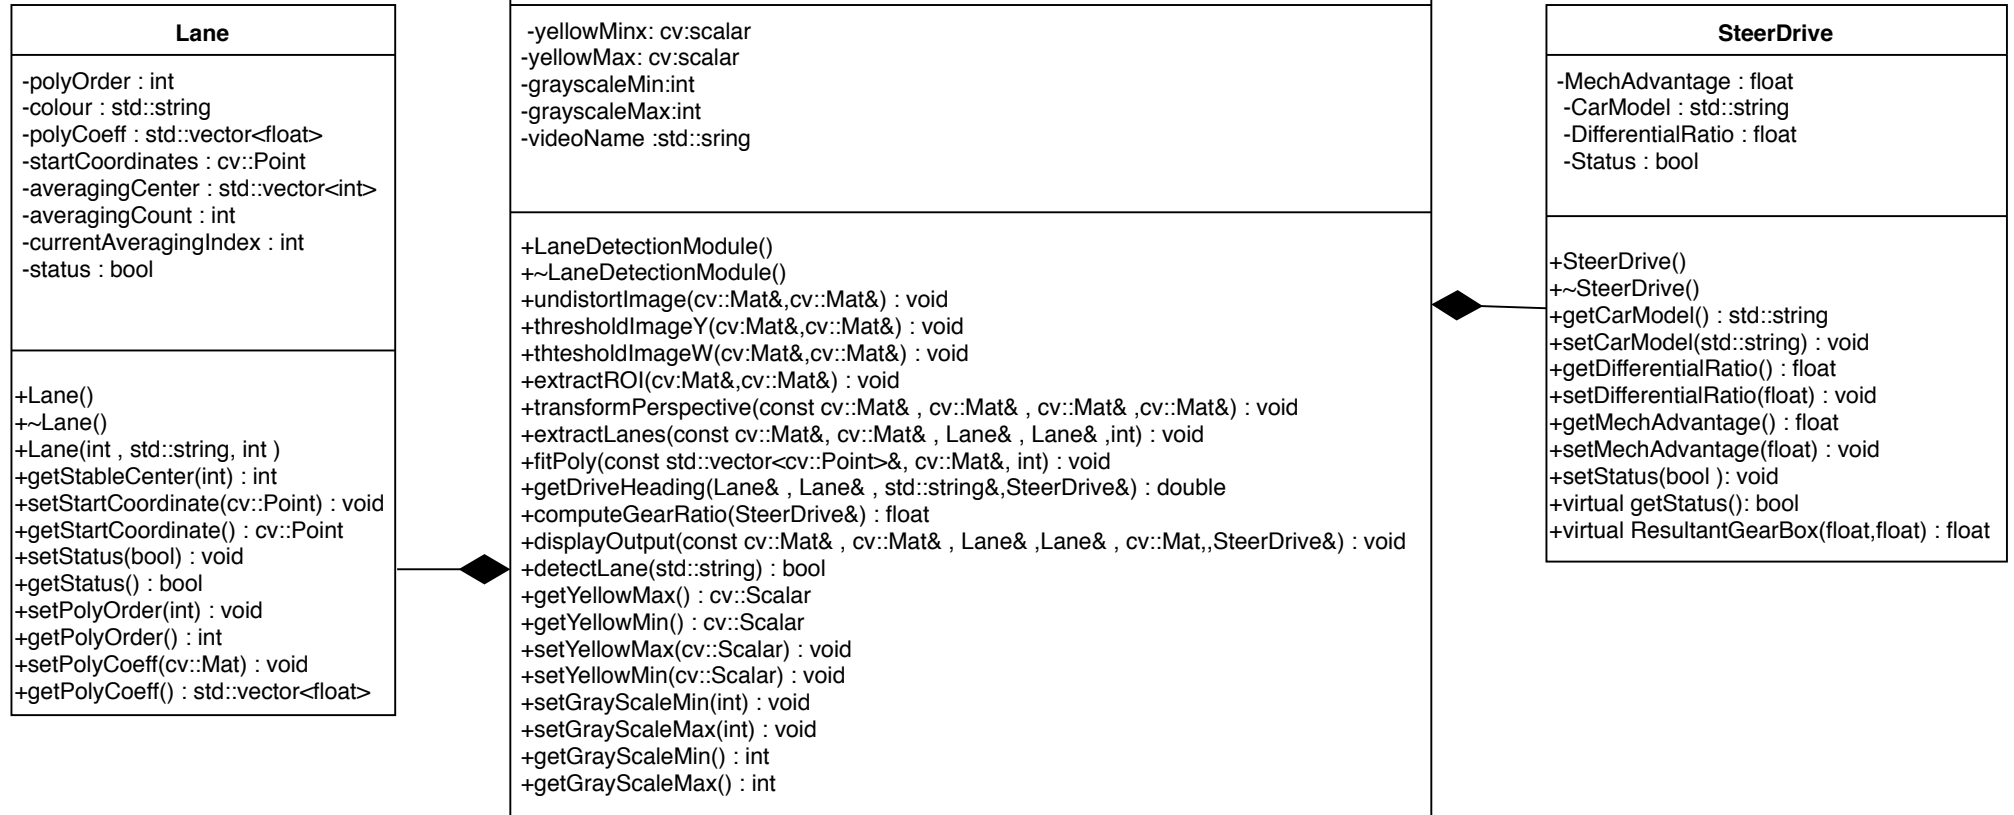 Lane
-polyOrder : int
-colour : std::string
-polyCoeff : std::vector<float>
-startCoordinates : cv::Point
-averagingCenter : std::vector<int>
-averagingCount : int
-currentAveragingIndex : int
-status : bool
+Lane()
+~Lane()
+Lane(int , std::string, int )
+getStableCenter(int) : int
+setStartCoordinate(cv::Point) : void
+getStartCoordinate() : cv::Point
+setStatus(bool) : void
+getStatus() : bool
+setPolyOrder(int) : void
+getPolyOrder() : int
+setPolyCoeff(cv::Mat) : void
+getPolyCoeff() : std::vector<float>
-yellowMinx: cv:scalar
-yellowMax: cv:scalar
-grayscaleMin:int
-grayscaleMax:int
-videoName :std::sring
+LaneDetectionModule()
+~LaneDetectionModule()
+undistortImage(cv::Mat&,cv::Mat&) : void
+thresholdImageY(cv:Mat&,cv::Mat&) : void
+thtesholdImageW(cv:Mat&,cv::Mat&) : void
+extractROI(cv:Mat&,cv::Mat&) : void
+transformPerspective(const cv::Mat& , cv::Mat& , cv::Mat& ,cv::Mat&) : void
+extractLanes(const cv::Mat&, cv::Mat& , Lane& , Lane& ,int) : void
+fitPoly(const std::vector<cv::Point>&, cv::Mat&, int) : void
+getDriveHeading(Lane& , Lane& , std::string&,SteerDrive&) : double
+computeGearRatio(SteerDrive&) : float
+displayOutput(const cv::Mat& , cv::Mat& , Lane& ,Lane& , cv::Mat,,SteerDrive&) : void
+detectLane(std::string) : bool
+getYellowMax() : cv::Scalar
+getYellowMin() : cv::Scalar
+setYellowMax(cv::Scalar) : void
+setYellowMin(cv::Scalar) : void
+setGrayScaleMin(int) : void
+setGrayScaleMax(int) : void
+getGrayScaleMin() : int
+getGrayScaleMax() : int
SteerDrive
-MechAdvantage : float
-CarModel : std::string
-DifferentialRatio : float
-Status : bool
+SteerDrive()
+~SteerDrive()
+getCarModel() : std::string
+setCarModel(std::string) : void
+getDifferentialRatio() : float
+setDifferentialRatio(float) : void
+getMechAdvantage() : float
+setMechAdvantage(float) : void
+setStatus(bool ): void
+virtual getStatus(): bool
+virtual ResultantGearBox(float,float) : float